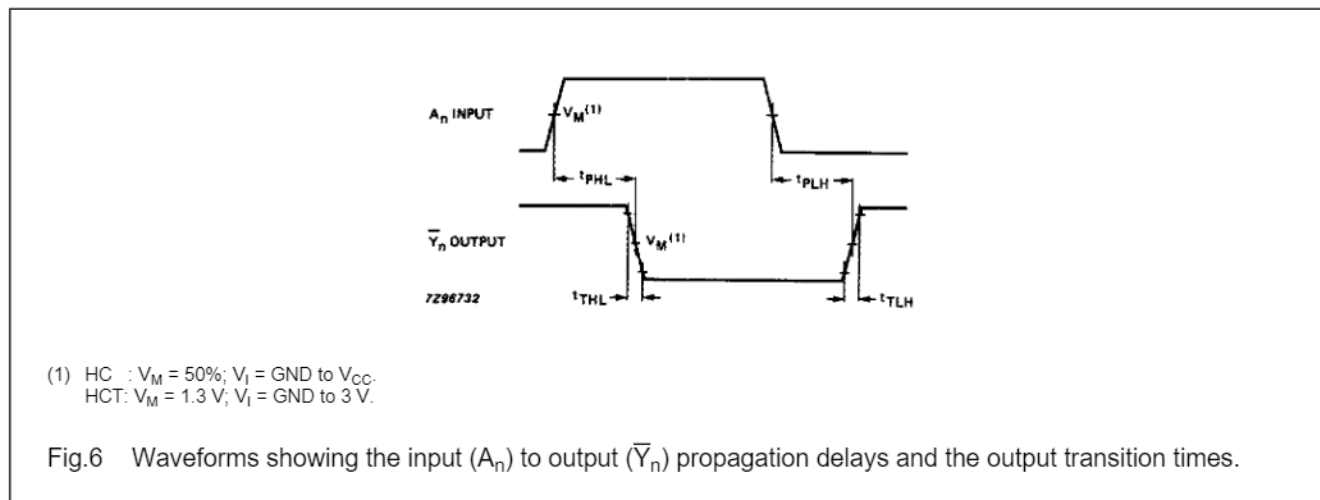 Aₙ INPUT
V_M(1)
t_PHL
t_PLH
Y̅ₙ OUTPUT
V_M(1)
7Z96732
t_THL
t_TLH
(1) HC : V_M = 50%; V_I = GND to V_CC.
HCT: V_M = 1.3 V; V_I = GND to 3 V.
Fig.6 Waveforms showing the input (Aₙ) to output (Y̅ₙ) propagation delays and the output transition times.